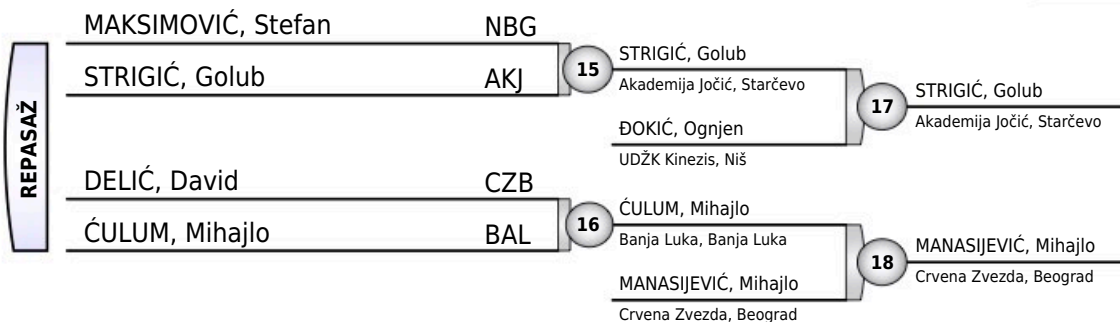 REPASAŽ
MAKSIMOVIĆ, Stefan NBG
STRIGIĆ, Golub AKJ
DELIĆ, David CZB
ĆULUM, Mihajlo BAL
15
STRIGIĆ, Golub
Akademija Jočić, Starčevo
ĐOKIĆ, Ognjen
UDŽK Kinezis, Niš
16
ĆULUM, Mihajlo
Banja Luka, Banja Luka
MANASIJEVIĆ, Mihajlo
Crvena Zvezda, Beograd
17
STRIGIĆ, Golub
Akademija Jočić, Starčevo
18
MANASIJEVIĆ, Mihajlo
Crvena Zvezda, Beograd